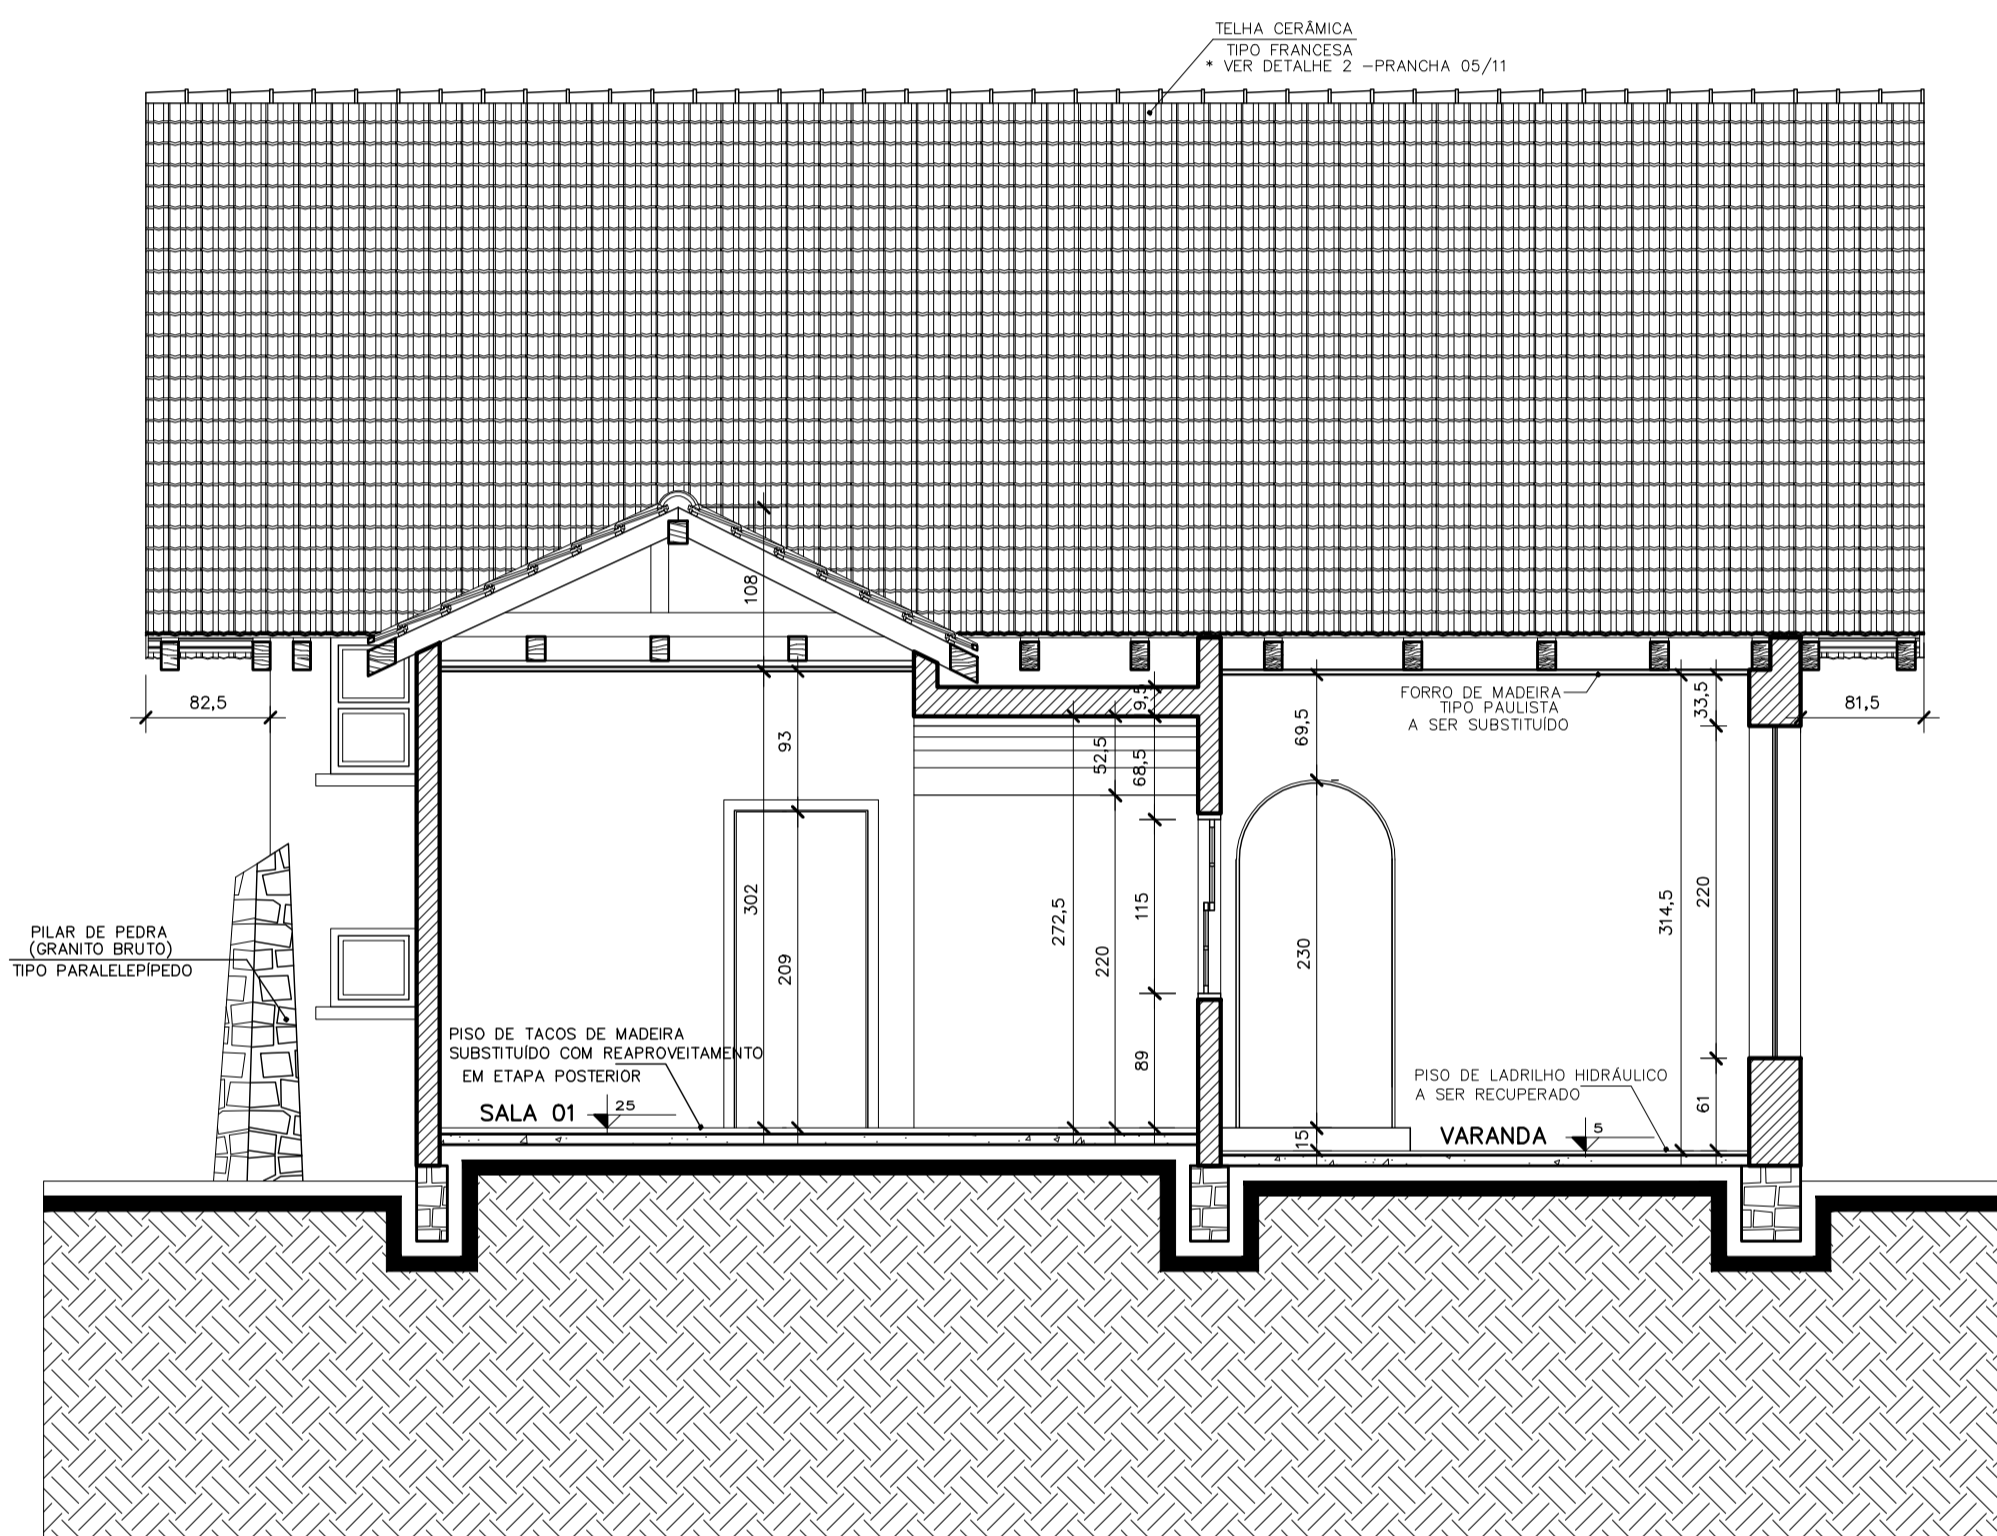 TELHA CERÂMICA
TIPO FRANCESA
* VER DETALHE 2 -PRANCHA 05/11
108
82,5
9,5
FORRO DE MADEIRA
TIPO PAULISTA
A SER SUBSTITUÍDO
33,5
81,5
93
52,5
68,5
69,5
302
209
272,5
220
115
230
314,5
220
PILAR DE PEDRA
(GRANITO BRUTO)
TIPO PARALELEPÍPEDO
PISO DE TACOS DE MADEIRA
SUBSTITUÍDO COM REAPROVEITAMENTO
EM ETAPA POSTERIOR
89
PISO DE LADRILHO HIDRÁULICO
A SER RECUPERADO
61
SALA 01
25
15
VARANDA
5